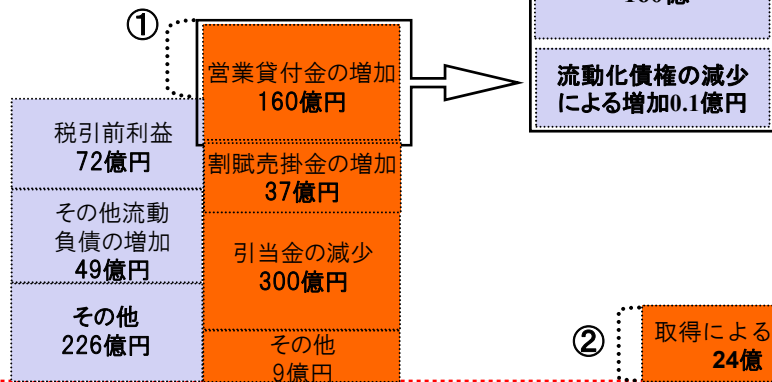 ①
営業貸付金の増加
160億円
流動化債権の減少
による増加0.1億円
税引前利益
72億円
割賦売掛金の増加
37億円
その他流動
負債の増加
49億円
引当金の減少
300億円
その他
226億円
その他
9億円
②
取得による
24億